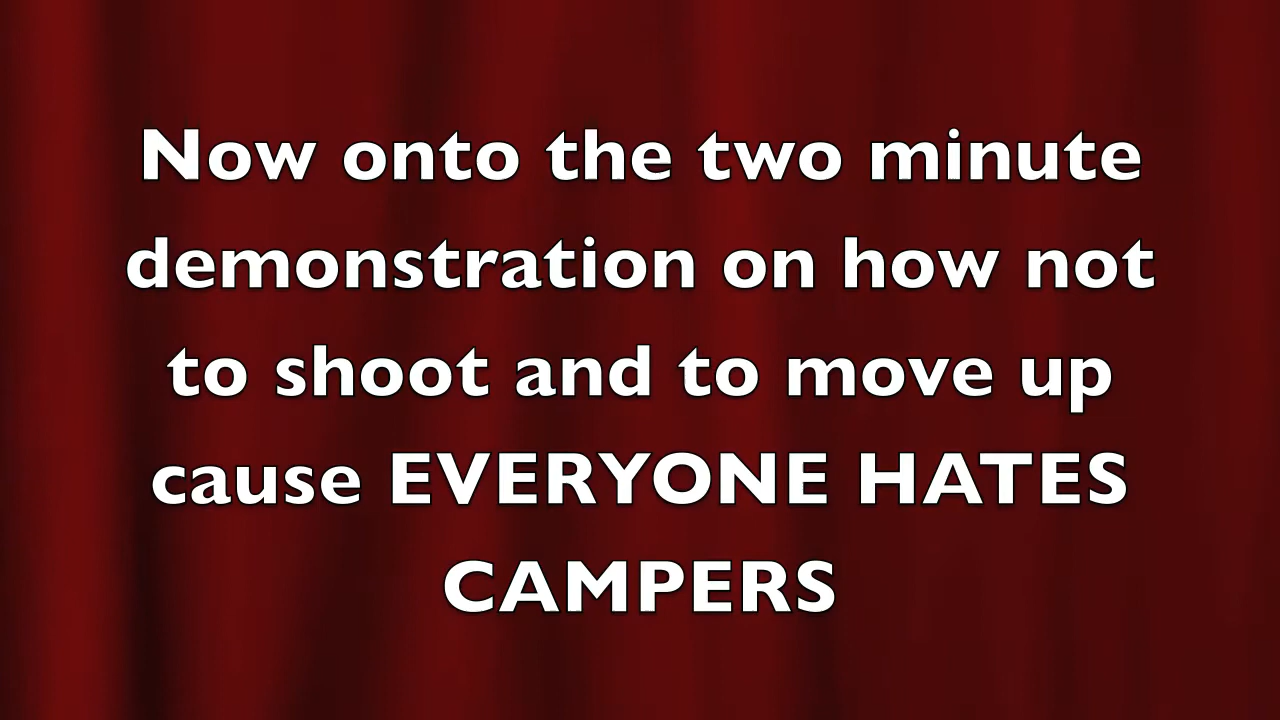 Now onto the two minute
demonstration on how not
to shoot and to move up
cause EVERYONE HATES
CAMPERS